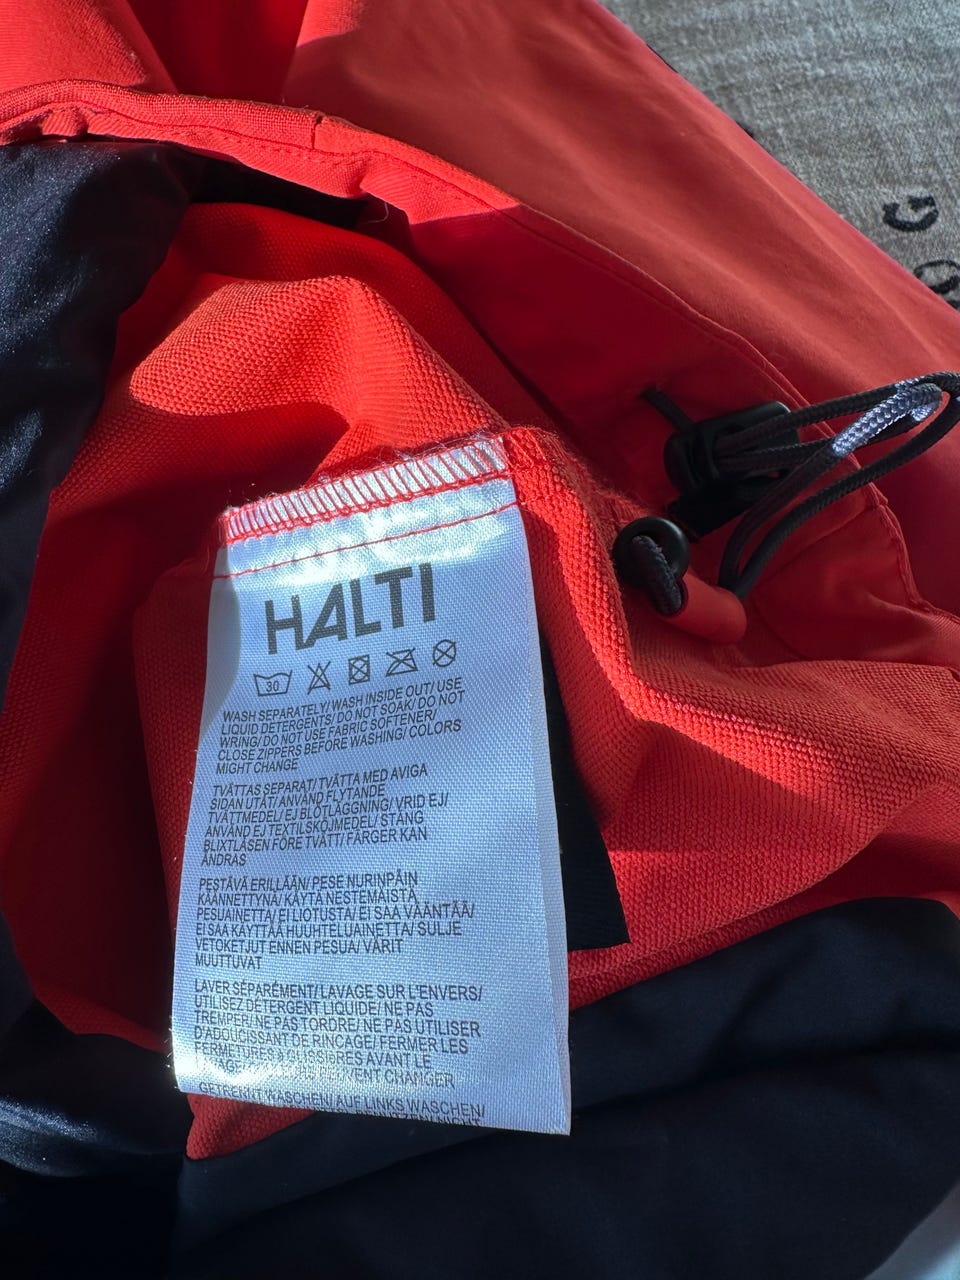 HALTI
30
WASH SEPARATELY/ WASH INSIDE OUT/ USE
LIQUID DETERGENTS/ DO NOT SOAK/ DO NOT
WRING/ DO NOT USE FABRIC SOFTENER/
CLOSE ZIPPERS BEFORE WASHING/ COLORS
MIGHT CHANGE
TVÄTTAS SEPARAT/ TVÄTTA MED AVIGA
SIDAN UTÅT/ ANVÄND FLYTANDE
TVÄTTMEDEL/ EJ BLÖTLÄGGNING/ VRID EJ/
ANVÄND EJ TEXTILSKÖJMEDEL/ STÄNG
BLIXTLÅSEN FÖRE TVÄTT/ FÄRGER KAN
ÄNDRAS
PESTÄVÄ ERILLÄÄN/ PESE NURINPÄIN
KÄÄNNETTYNÄ/ KÄYTÄ NESTEMÄISTÄ
PESUAINETTA/ EI LIOTUSTA/ EI SAA VÄÄNTÄÄ/
EI SAA KÄYTTÄÄ HUUHTELUAINETTA/ SULJE
VETOKETJUT ENNEN PESUA/ VÄRIT
MUUTTUVAT
LAVER SÉPARÉMENT/ LAVAGE SUR L'ENVERS/
UTILISEZ DÉTERGENT LIQUIDE/ NE PAS
TREMPER/ NE PAS TORDRE/ NE PAS UTILISER
D'ADOUCISSANT DE RINCAGE/ FERMER LES
FERMETURES À GLISSIÈRES AVANT LE
PEUVENT CHANGER
GETRENNT WASCHEN/ AUF LINKS WASCHEN/
G
O